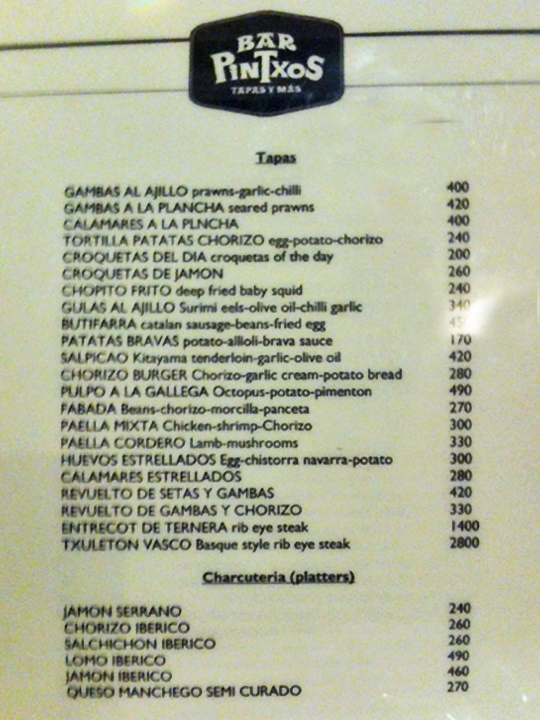 BAR
PINTXOS
TAPAS Y MÁS
Tapas
GAMBAS AL AJILLO prawns-garlic-chilli 400
GAMBAS A LA PLANCHA seared prawns 420
CALAMARES A LA PLNCHA 400
TORTILLA PATATAS CHORIZO egg-potato-chorizo 240
CROQUETAS DEL DIA croquetas of the day 200
CROQUETAS DE JAMON 260
CHOPITO FRITO deep fried baby squid 240
GULAS AL AJILLO Surimi eels-olive oil-chilli garlic 340
BUTIFARRA catalan sausage-beans-fried egg
PATATAS BRAVAS potato-allioli-brava sauce 170
SALPICAO Kitayama tenderloin-garlic-olive oil 420
CHORIZO BURGER Chorizo-garlic cream-potato bread 280
PULPO A LA GALLEGA Octopus-potato-pimenton 490
FABADA Beans-chorizo-morcilla-panceta 270
PAELLA MIXTA Chicken-shrimp-Chorizo 300
PAELLA CORDERO Lamb-mushrooms 330
HUEVOS ESTRELLADOS Egg-chistorra navarra-potato 300
CALAMARES ESTRELLADOS 280
REVUELTO DE SETAS Y GAMBAS 420
REVUELTO DE GAMBAS Y CHORIZO 330
ENTRECOT DE TERNERA rib eye steak 1400
TXULETON VASCO Basque style rib eye steak 2800
Charcuteria (platters)
JAMON SERRANO 240
CHORIZO IBERICO 260
SALCHICHON IBERICO 260
LOMO IBERICO 490
JAMON IBERICO 460
QUESO MANCHEGO SEMI CURADO 270